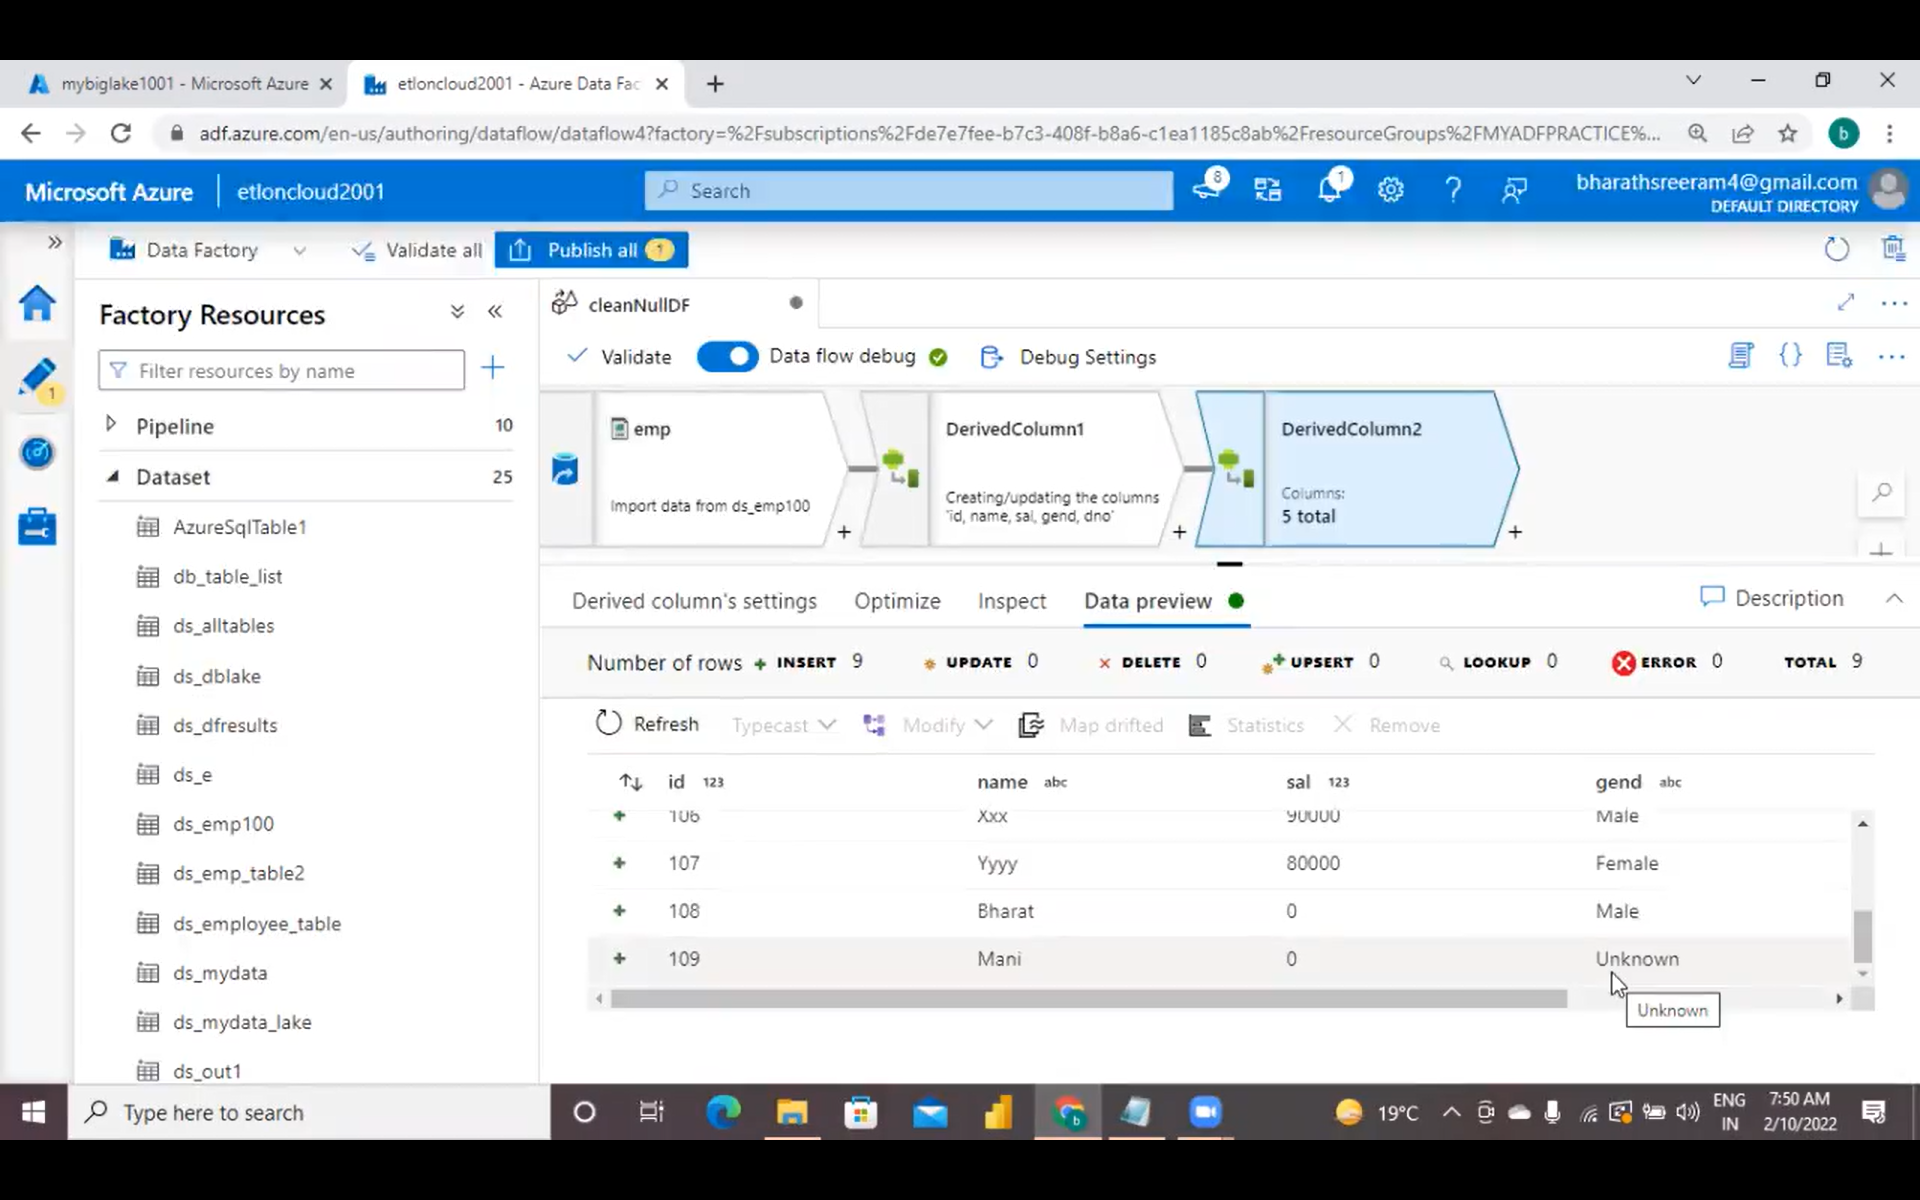 mybiglake1001 - Microsoft Azure
etloncloud2001 - Azure Data Fac
adf.azure.com/en-us/authoring/dataflow/dataflow4?factory=%2Fsubscriptions%2Fde7e7fee-b7c3-408f-b8a6-c1ea1185c8ab%2FresourceGroups%2FMYADFPRACTICE%...
b
Microsoft Azure
etloncloud2001
Search
8
1
?
bharathsreeram4@gmail.com
DEFAULT DIRECTORY
Data Factory
Validate all
Publish all 1
Factory Resources
Filter resources by name
1
Pipeline 10
Dataset 25
AzureSqlTable1
db_table_list
ds_alltables
ds_dblake
ds_dfresults
ds_e
ds_emp100
ds_emp_table2
ds_employee_table
ds_mydata
ds_mydata_lake
ds_out1
cleanNullDF
Validate
Data flow debug
Debug Settings
emp
Import data from ds_emp100
DerivedColumn1
Creating/updating the columns
'id, name, sal, gend, dno'
DerivedColumn2
Columns:
5 total
Derived column's settings
Optimize
Inspect
Data preview
Description
Number of rows + INSERT 9 UPDATE 0 DELETE 0 UPSERT 0 LOOKUP 0 ERROR 0 TOTAL 9
Refresh Typecast Modify Map drifted Statistics Remove
id 123 name abc sal 123 gend abc
106 Xxx 90000 Male
107 Yyyy 80000 Female
108 Bharat 0 Male
109 Mani 0 Unknown
Unknown
Type here to search
19°C
ENG
IN
7:50 AM
2/10/2022